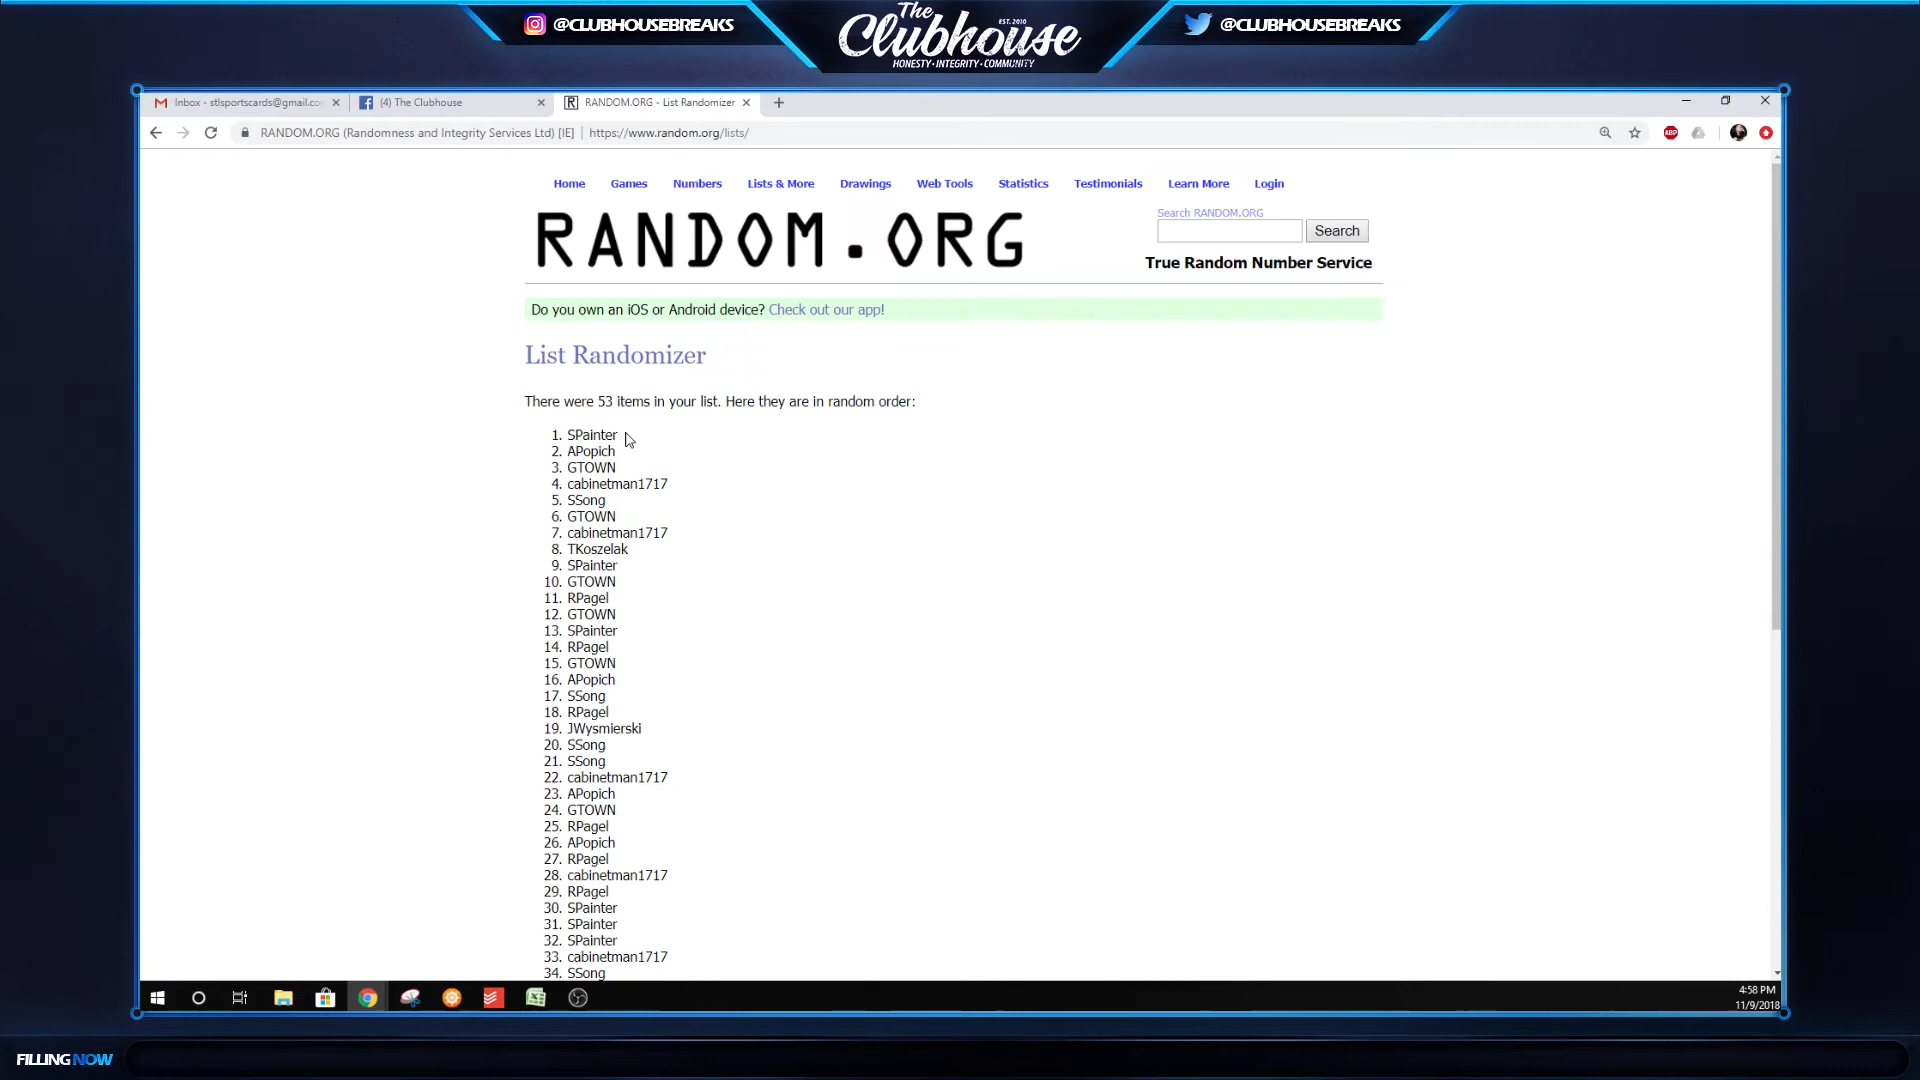 @CLUBHOUSEBREAKS
The
EST. 2010
Clubhouse
HONESTY•INTEGRITY•COMMUNITY
@CLUBHOUSEBREAKS
Inbox - stlsportscards@gmail.co
(4) The Clubhouse
RANDOM.ORG - List Randomizer
RANDOM.ORG (Randomness and Integrity Services Ltd) [IE] | https://www.random.org/lists/
ABP
Home Games Numbers Lists & More Drawings Web Tools Statistics Testimonials Learn More Login
RANDOM.ORG
Search RANDOM.ORG
Search
True Random Number Service
Do you own an iOS or Android device? Check out our app!
List Randomizer
There were 53 items in your list. Here they are in random order:
1. SPainter
2. APopich
3. GTOWN
4. cabinetman1717
5. SSong
6. GTOWN
7. cabinetman1717
8. TKoszelak
9. SPainter
10. GTOWN
11. RPagel
12. GTOWN
13. SPainter
14. RPagel
15. GTOWN
16. APopich
17. SSong
18. RPagel
19. JWysmierski
20. SSong
21. SSong
22. cabinetman1717
23. APopich
24. GTOWN
25. RPagel
26. APopich
27. RPagel
28. cabinetman1717
29. RPagel
30. SPainter
31. SPainter
32. SPainter
33. cabinetman1717
34. SSong
4:58 PM
11/9/2018
FILLING NOW